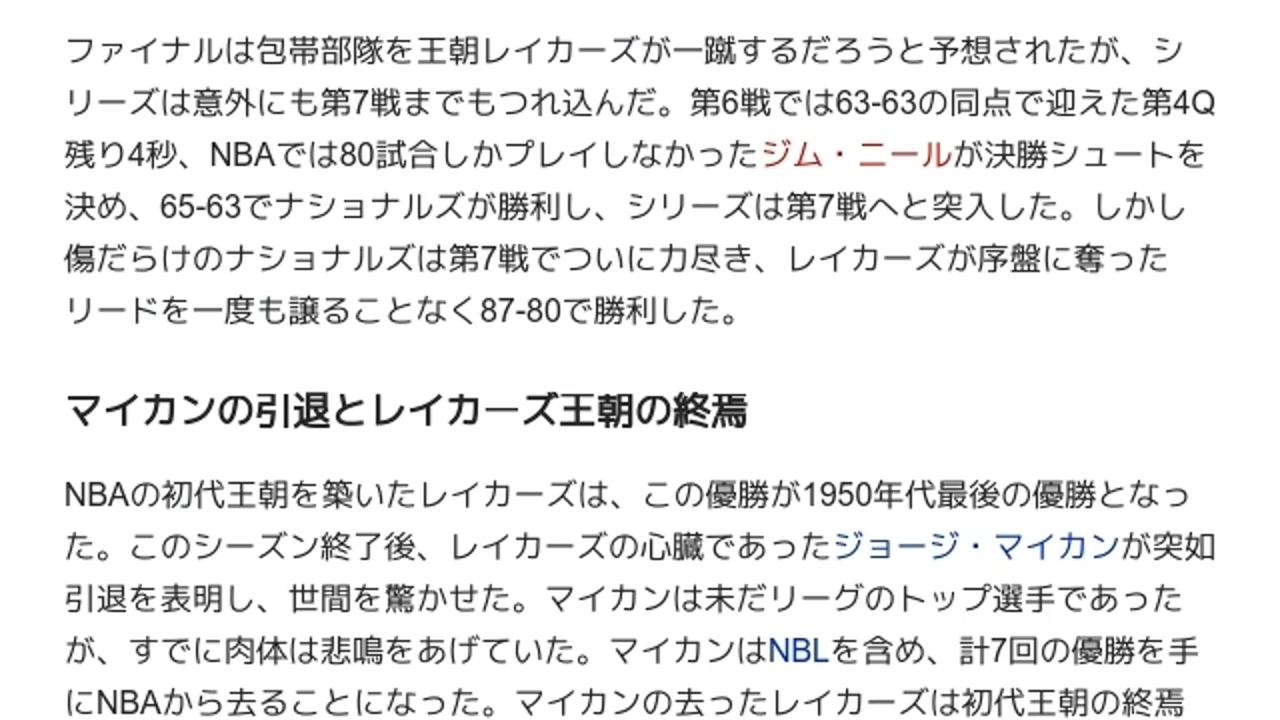 ファイナルは包帯部隊を王朝レイカーズが一蹴するだろうと予想されたが、シ
リーズは意外にも第7戦までもつれ込んだ。第6戦では63-63の同点で迎えた第4Q
残り4秒、NBAでは80試合しかプレイしなかったジム・ニールが決勝シュートを
決め、65-63でナショナルズが勝利し、シリーズは第7戦へと突入した。しかし
傷だらけのナショナルズは第7戦でついに力尽き、レイカーズが序盤に奪った
リードを一度も譲ることなく87-80で勝利した。
マイカンの引退とレイカーズ王朝の終焉
NBAの初代王朝を築いたレイカーズは、この優勝が1950年代最後の優勝となっ
た。このシーズン終了後、レイカーズの心臓であったジョージ・マイカンが突如
引退を表明し、世間を驚かせた。マイカンは未だリーグのトップ選手であった
が、すでに肉体は悲鳴をあげていた。マイカンはNBLを含め、計7回の優勝を手
にNBAから去ることになった。マイカンの去ったレイカーズは初代王朝の終焉